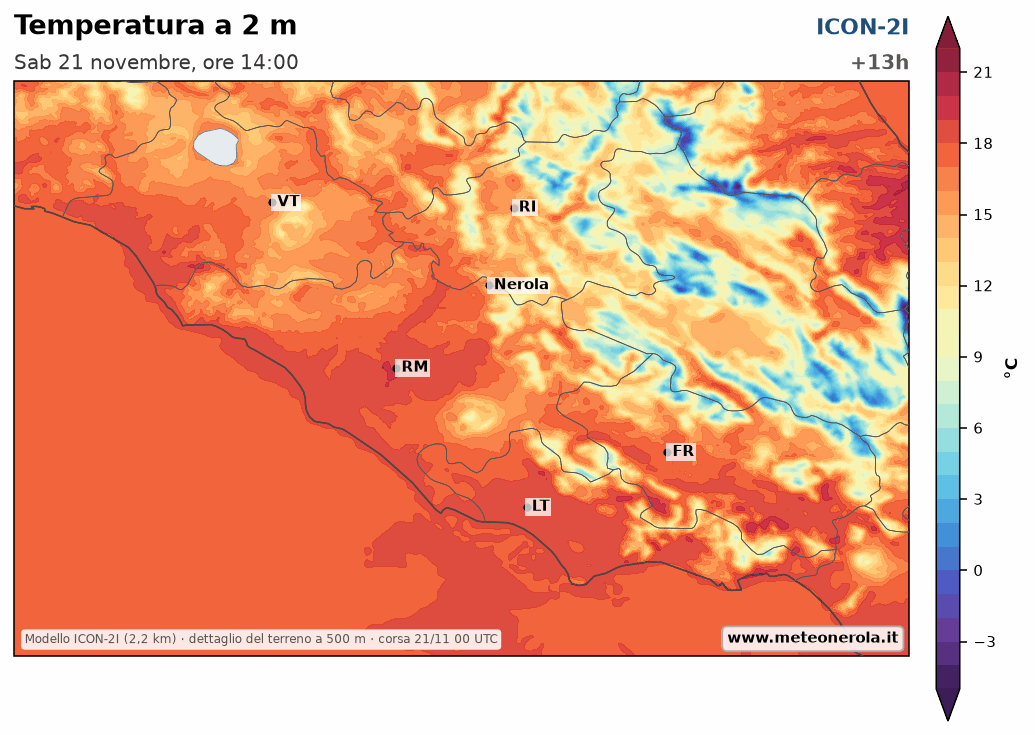 Temperatura a 2 m
ICON-2I
Sab 21 novembre, ore 14:00
+13h
VT
RI
Nerola
RM
FR
LT
Modello ICON-2I (2,2 km) · dettaglio del terreno a 500 m · corsa 21/11 00 UTC
www.meteonerola.it
21
18
15
12
9
6
3
0
−3
°C